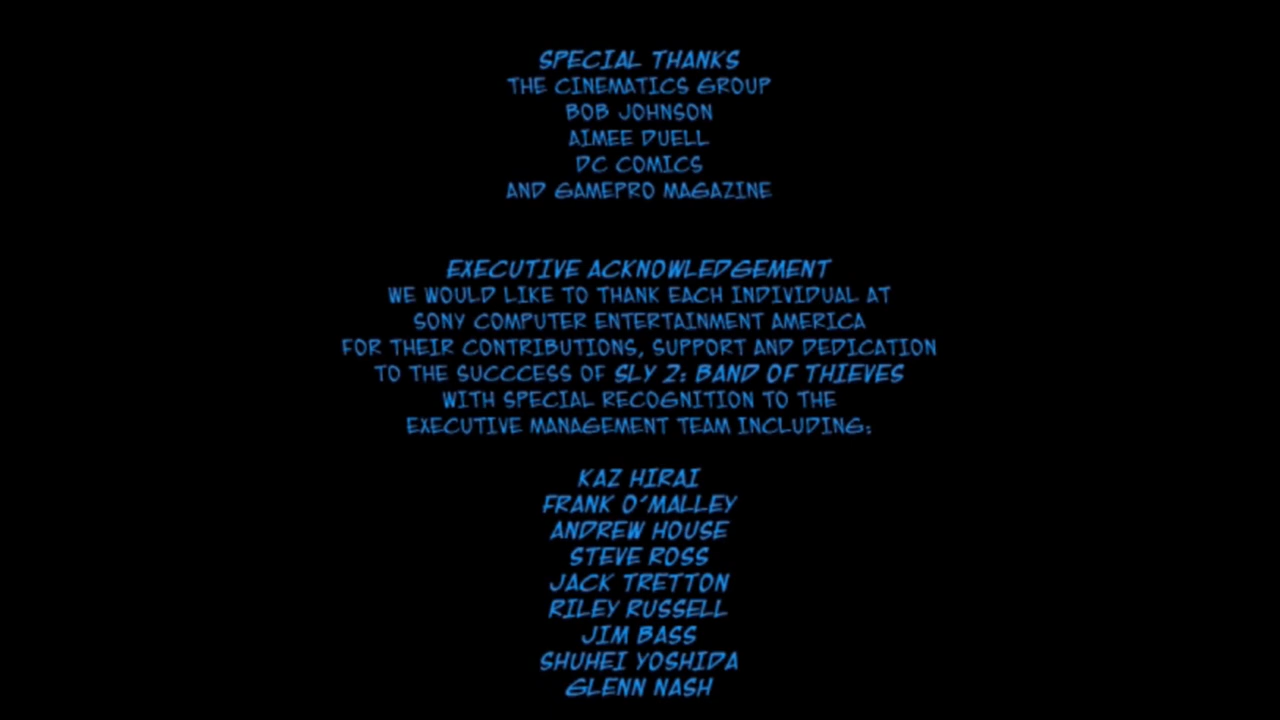 SPECIAL THANKS
THE CINEMATICS GROUP
BOB JOHNSON
AIMEE DUELL
DC COMICS
AND GAMEPRO MAGAZINE
EXECUTIVE ACKNOWLEDGEMENT
WE WOULD LIKE TO THANK EACH INDIVIDUAL AT
SONY COMPUTER ENTERTAINMENT AMERICA
FOR THEIR CONTRIBUTIONS, SUPPORT AND DEDICATION
TO THE SUCCCESS OF SLY 2: BAND OF THIEVES
WITH SPECIAL RECOGNITION TO THE
EXECUTIVE MANAGEMENT TEAM INCLUDING:
KAZ HIRAI
FRANK O'MALLEY
ANDREW HOUSE
STEVE ROSS
JACK TRETTON
RILEY RUSSELL
JIM BASS
SHUHEI YOSHIDA
GLENN NASH